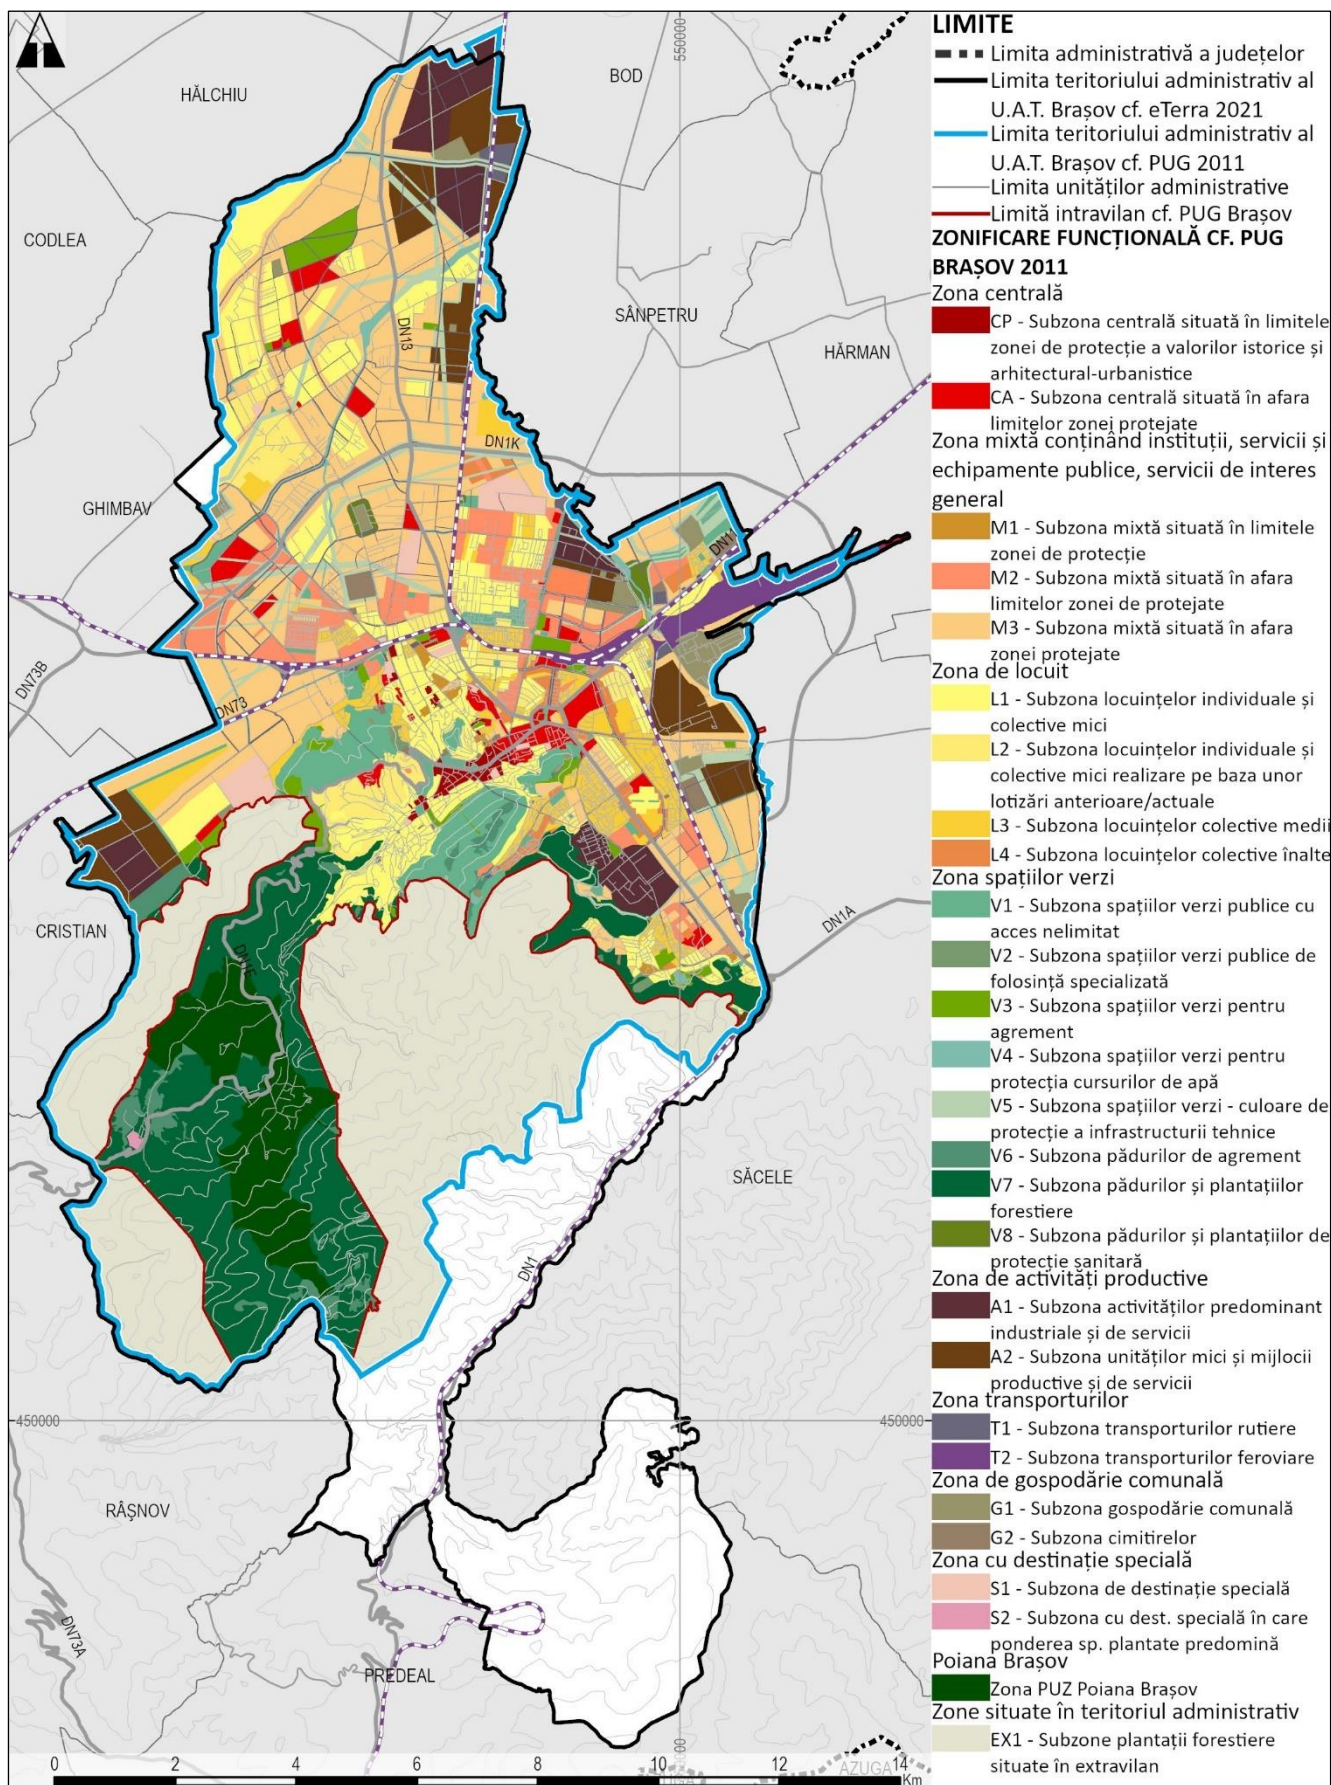 HĂLCHIU
BOD
550000
CODLEA
SÂNPETRU
HĂRMAN
DN13
DN1K
GHIMBAV
DN11
DN73B
DN73
DN1A
CRISTIAN
DN1E
SĂCELE
DN1
450000
450000
RÂȘNOV
DN73A
PREDEAL
AZUGA
0 2 4 6 8 10 12 14
Km
LIMITE
Limita administrativă a județelor
Limita teritoriului administrativ al
U.A.T. Brașov cf. eTerra 2021
Limita teritoriului administrativ al
U.A.T. Brașov cf. PUG 2011
Limita unităților administrative
Limită intravilan cf. PUG Brașov
ZONIFICARE FUNCȚIONALĂ CF. PUG
BRAȘOV 2011
Zona centrală
CP - Subzona centrală situată în limitele
zonei de protecție a valorilor istorice și
arhitectural-urbanistice
CA - Subzona centrală situată în afara
limitelor zonei protejate
Zona mixtă conținând instituții, servicii și
echipamente publice, servicii de interes
general
M1 - Subzona mixtă situată în limitele
zonei de protecție
M2 - Subzona mixtă situată în afara
limitelor zonei de protejate
M3 - Subzona mixtă situată în afara
zonei protejate
Zona de locuit
L1 - Subzona locuințelor individuale și
colective mici
L2 - Subzona locuințelor individuale și
colective mici realizare pe baza unor
lotizări anterioare/actuale
L3 - Subzona locuințelor colective medii
L4 - Subzona locuințelor colective înalte
Zona spațiilor verzi
V1 - Subzona spațiilor verzi publice cu
acces nelimitat
V2 - Subzona spațiilor verzi publice de
folosință specializată
V3 - Subzona spațiilor verzi pentru
agrement
V4 - Subzona spațiilor verzi pentru
protecția cursurilor de apă
V5 - Subzona spațiilor verzi - culoare de
protecție a infrastructurii tehnice
V6 - Subzona pădurilor de agrement
V7 - Subzona pădurilor și plantațiilor
forestiere
V8 - Subzona pădurilor și plantațiilor de
protecție sanitară
Zona de activități productive
A1 - Subzona activităților predominant
industriale și de servicii
A2 - Subzona unităților mici și mijlocii
productive și de servicii
Zona transporturilor
T1 - Subzona transporturilor rutiere
T2 - Subzona transporturilor feroviare
Zona de gospodărie comunală
G1 - Subzona gospodărie comunală
G2 - Subzona cimitirelor
Zona cu destinație specială
S1 - Subzona de destinație specială
S2 - Subzona cu dest. specială în care
ponderea sp. plantate predomină
Poiana Brașov
Zona PUZ Poiana Brașov
Zone situate în teritoriul administrativ
EX1 - Subzone plantații forestiere
situate în extravilan